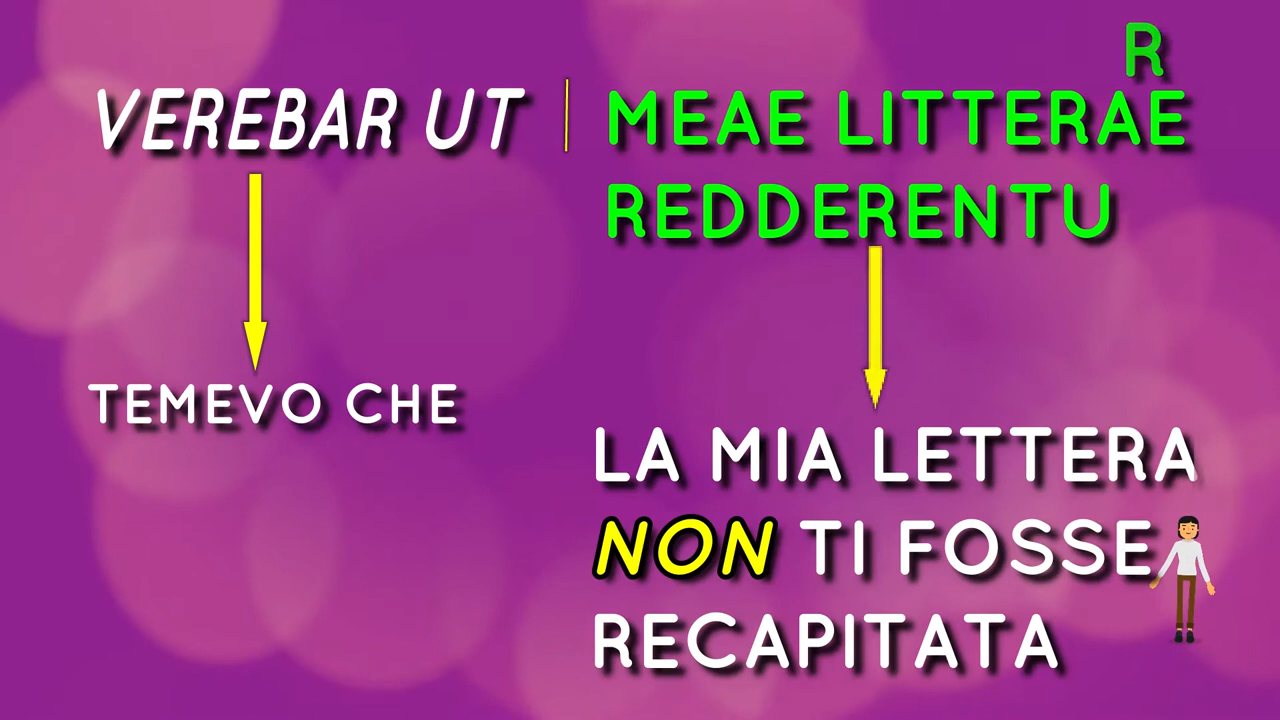 R
VEREBAR UT MEAE LITTERAE
REDDERENTU
TEMEVO CHE
LA MIA LETTERA
NON TI FOSSE
RECAPITATA